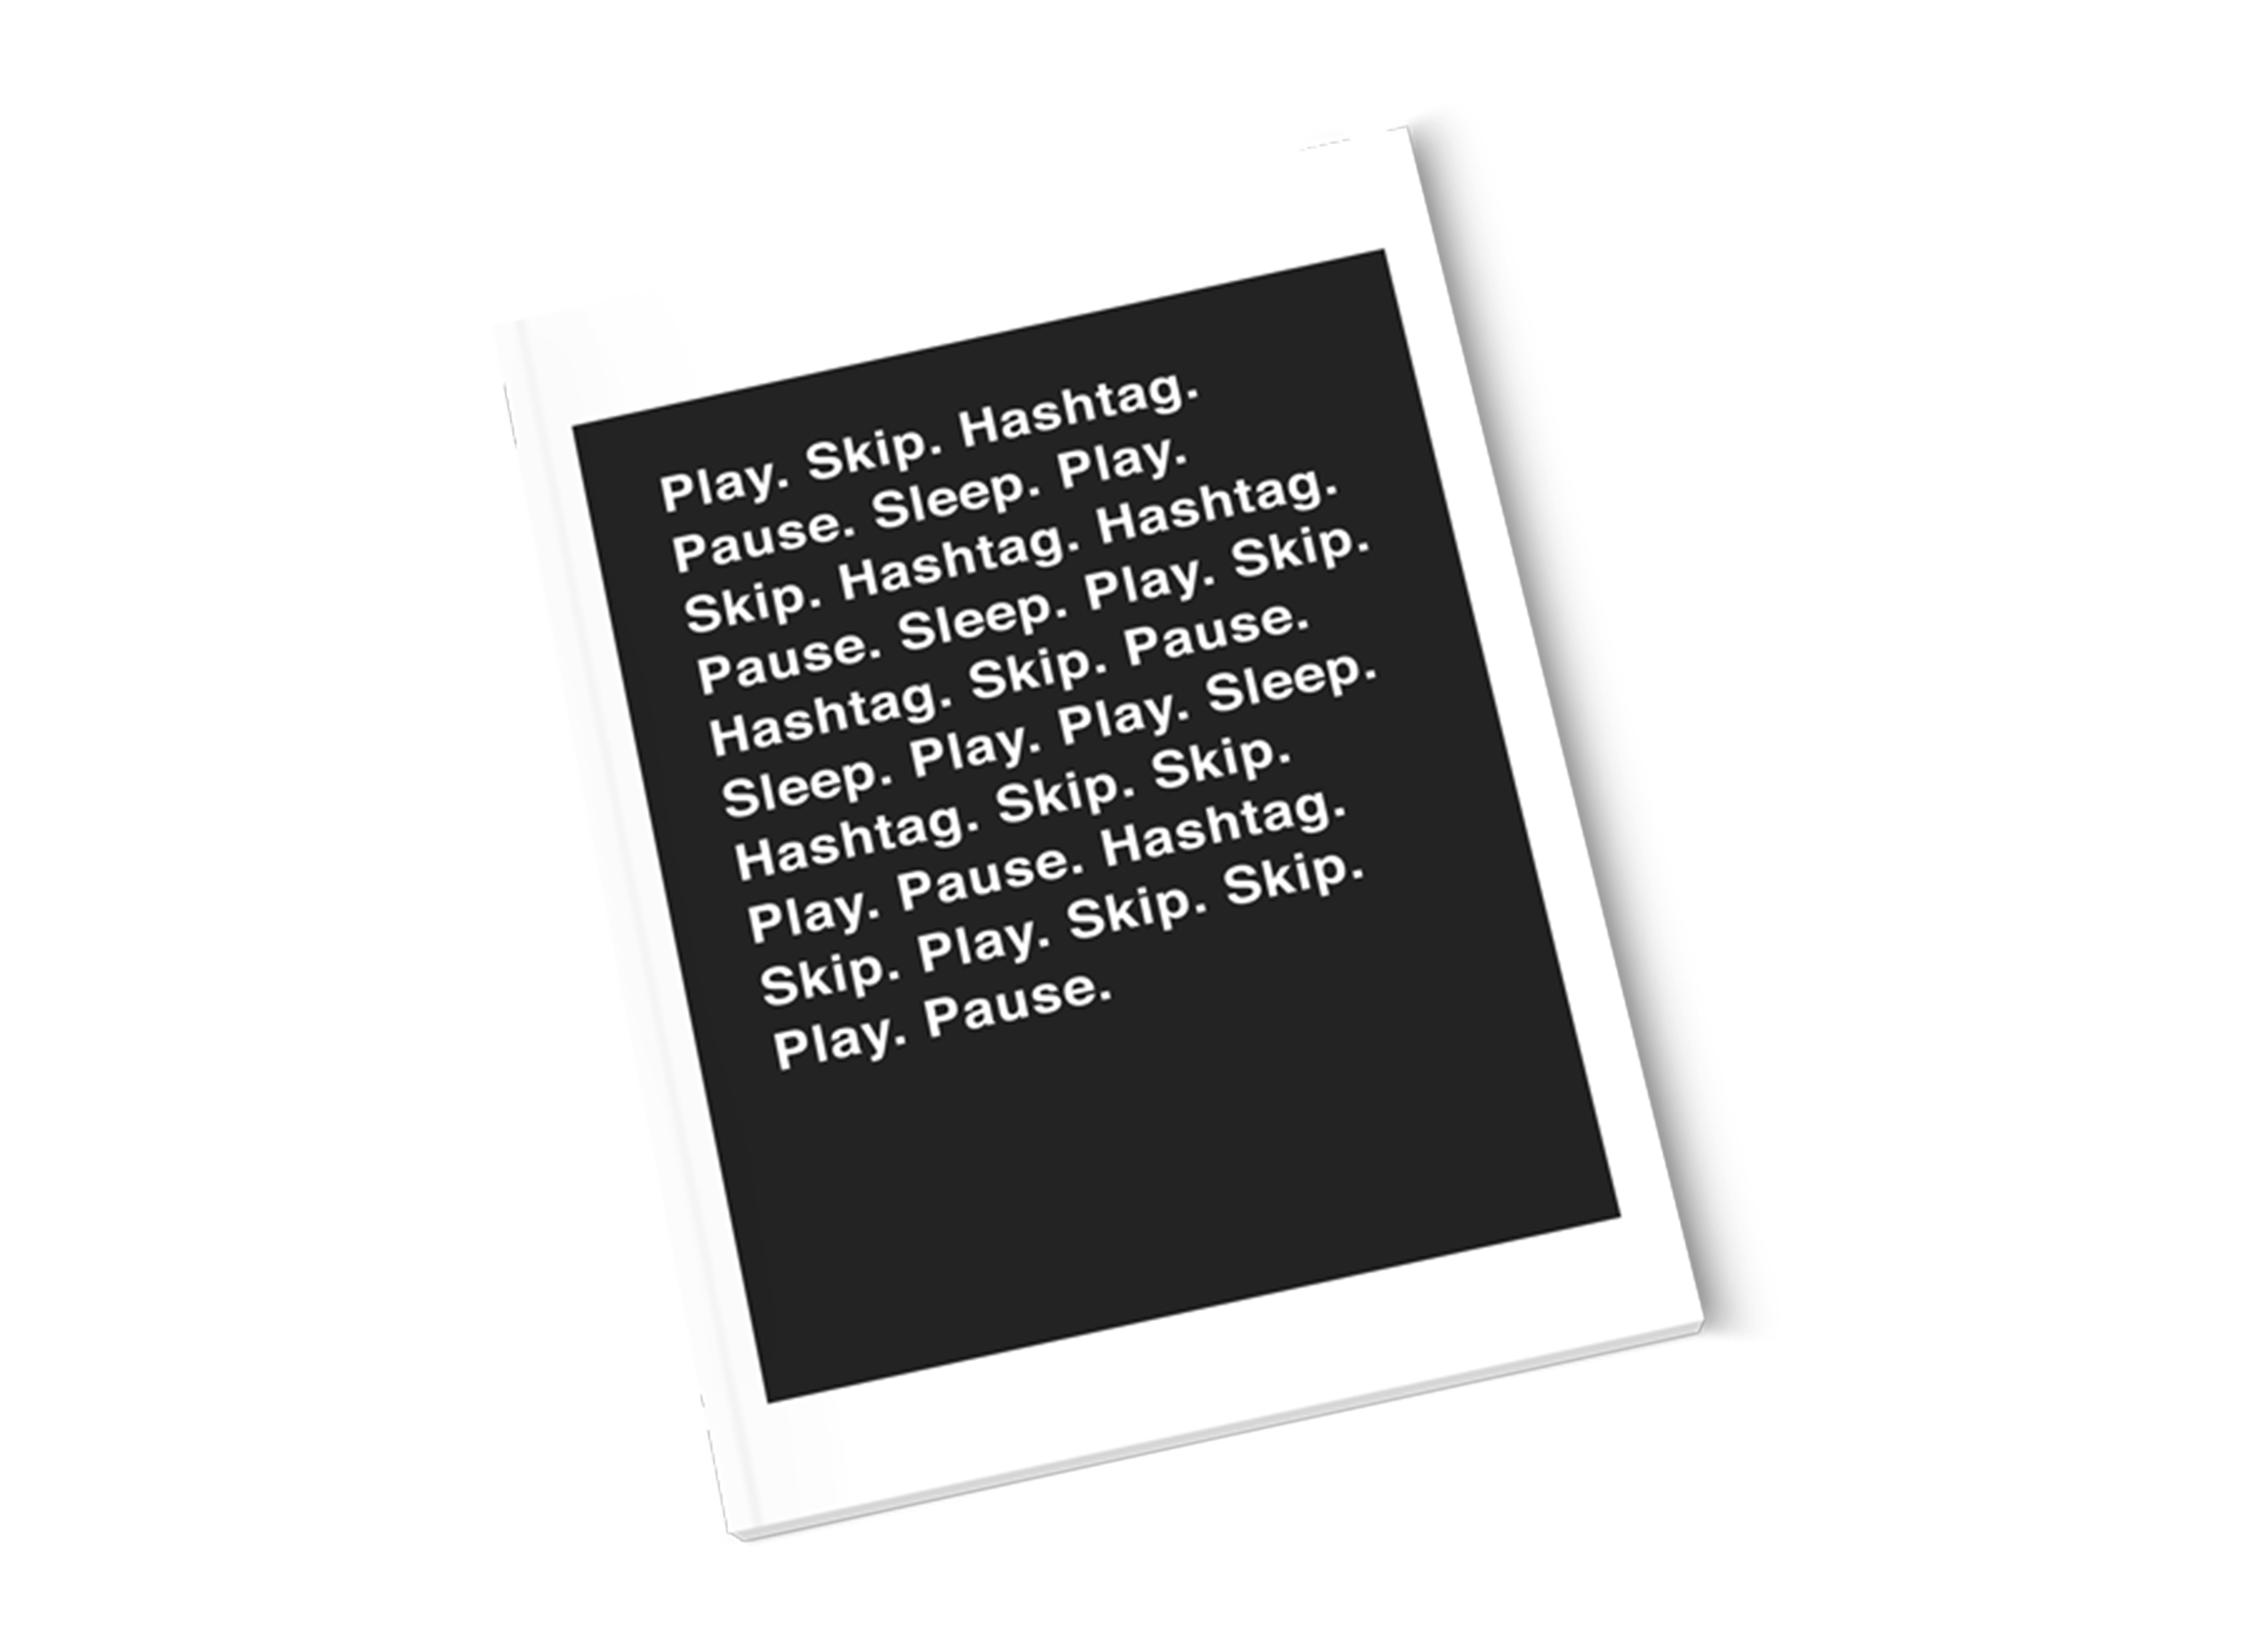 Play. Skip. Hashtag.
Pause. Sleep. Play.
Skip. Hashtag. Hashtag.
Pause. Sleep. Play. Skip.
Hashtag. Skip. Pause.
Sleep. Play. Play. Sleep.
Hashtag. Skip. Skip.
Play. Pause. Hashtag.
Skip. Play. Skip. Skip.
Play. Pause.